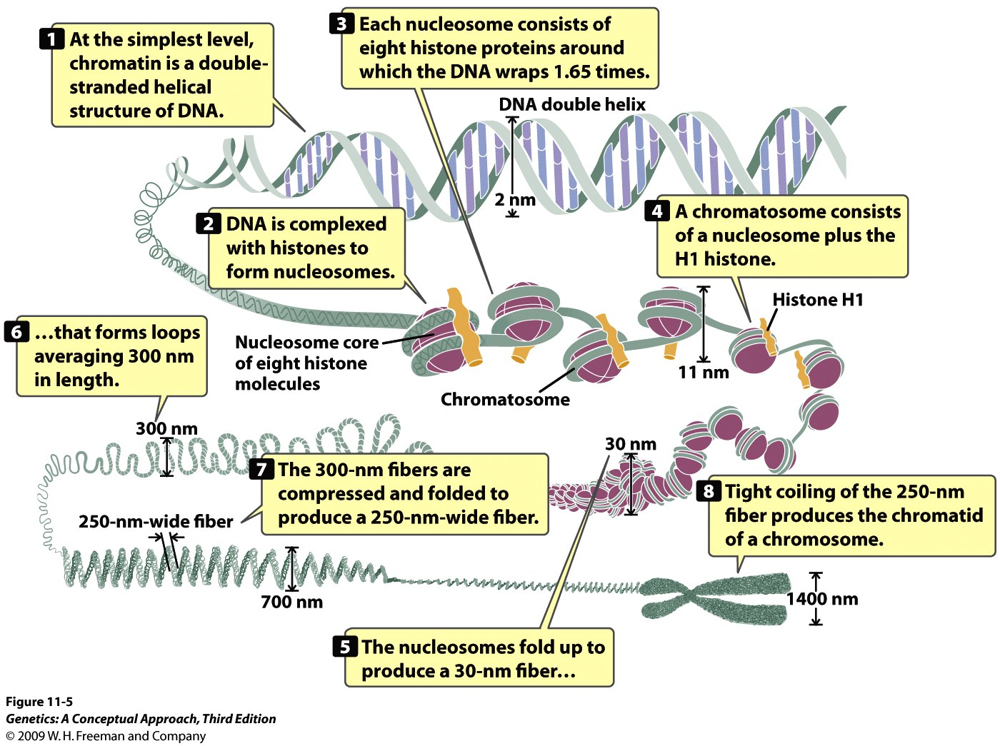 1 At the simplest level,
chromatin is a double-
stranded helical
structure of DNA.
3 Each nucleosome consists of
eight histone proteins around
which the DNA wraps 1.65 times.
DNA double helix
2 nm
2 DNA is complexed
with histones to
form nucleosomes.
4 A chromatosome consists
of a nucleosome plus the
H1 histone.
Histone H1
Nucleosome core
of eight histone
molecules
Chromatosome
11 nm
6 ...that forms loops
averaging 300 nm
in length.
300 nm
30 nm
7 The 300-nm fibers are
compressed and folded to
produce a 250-nm-wide fiber.
8 Tight coiling of the 250-nm
fiber produces the chromatid
of a chromosome.
250-nm-wide fiber
700 nm
1400 nm
5 The nucleosomes fold up to
produce a 30-nm fiber...
Figure 11-5
Genetics: A Conceptual Approach, Third Edition
© 2009 W. H. Freeman and Company